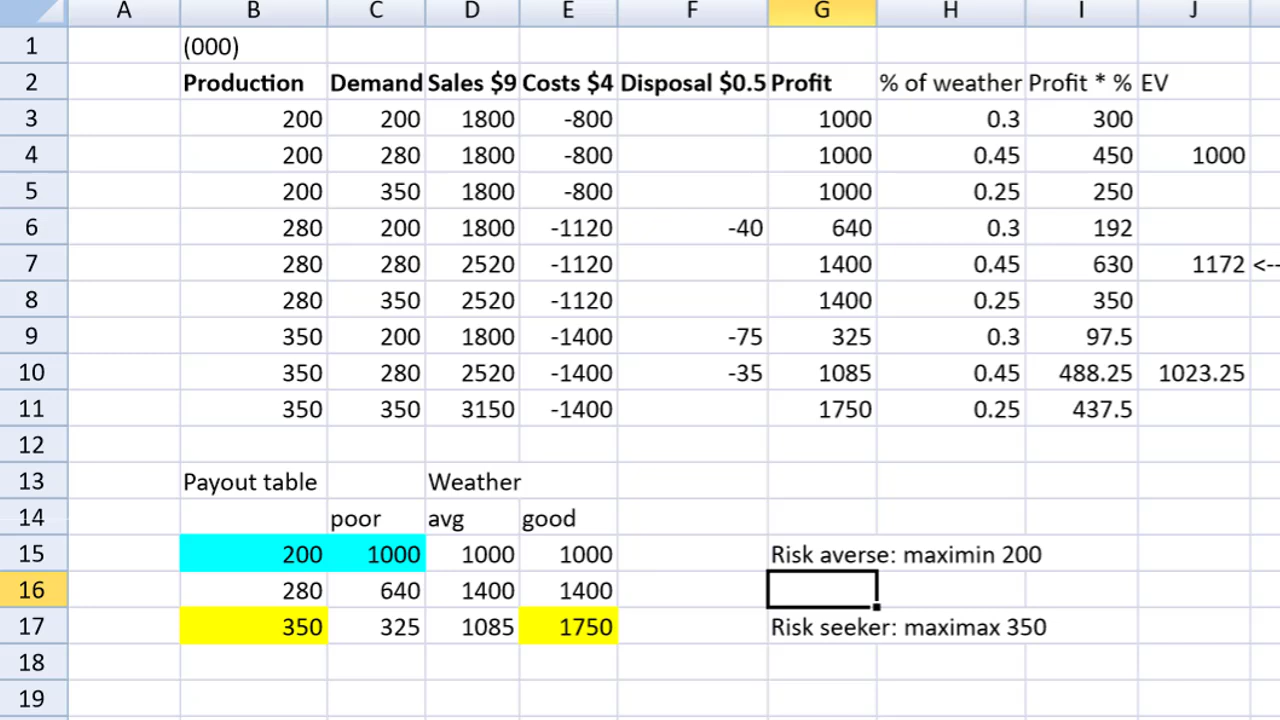 A B C D E F G H I J
1 (000)
2 Production Demand Sales $9 Costs $4 Disposal $0.5 Profit % of weather Profit * % EV
3 200 200 1800 -800 1000 0.3 300
4 200 280 1800 -800 1000 0.45 450 1000
5 200 350 1800 -800 1000 0.25 250
6 280 200 1800 -1120 -40 640 0.3 192
7 280 280 2520 -1120 1400 0.45 630 1172 <--
8 280 350 2520 -1120 1400 0.25 350
9 350 200 1800 -1400 -75 325 0.3 97.5
10 350 280 2520 -1400 -35 1085 0.45 488.25 1023.25
11 350 350 3150 -1400 1750 0.25 437.5
12
13 Payout table Weather
14 poor avg good
15 200 1000 1000 1000 Risk averse: maximin 200
16 280 640 1400 1400
17 350 325 1085 1750 Risk seeker: maximax 350
18
19